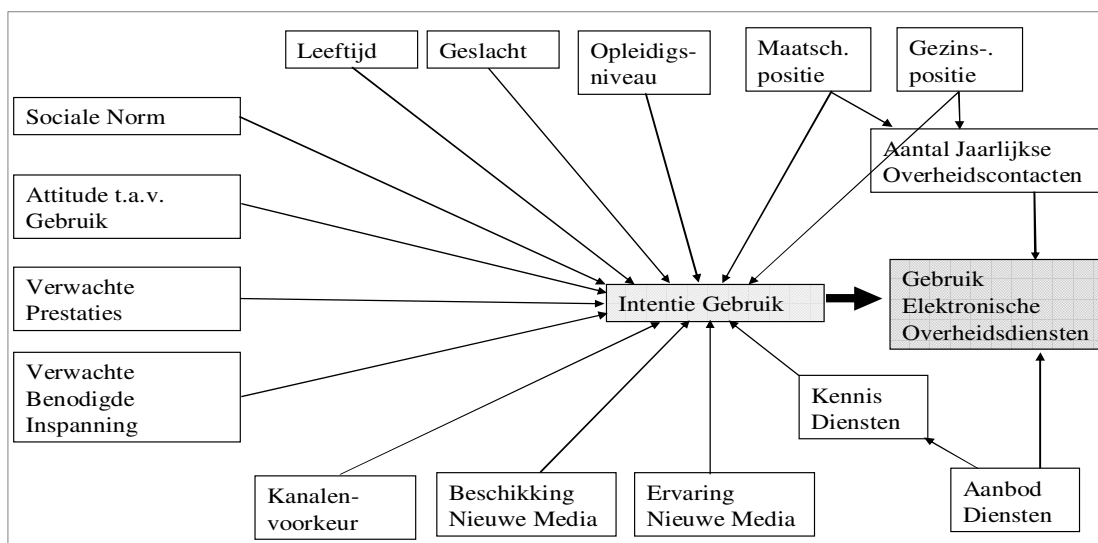 Leeftijd
Geslacht
Opleidigs-
niveau
Maatsch.
positie
Gezins-.
positie
Sociale Norm
Aantal Jaarlijkse
Overheidscontacten
Attitude t.a.v.
Gebruik
Verwachte
Prestaties
Intentie Gebruik
Gebruik
Elektronische
Overheidsdiensten
Verwachte
Benodigde
Inspanning
Kennis
Diensten
Kanalen-
voorkeur
Beschikking
Nieuwe Media
Ervaring
Nieuwe Media
Aanbod
Diensten